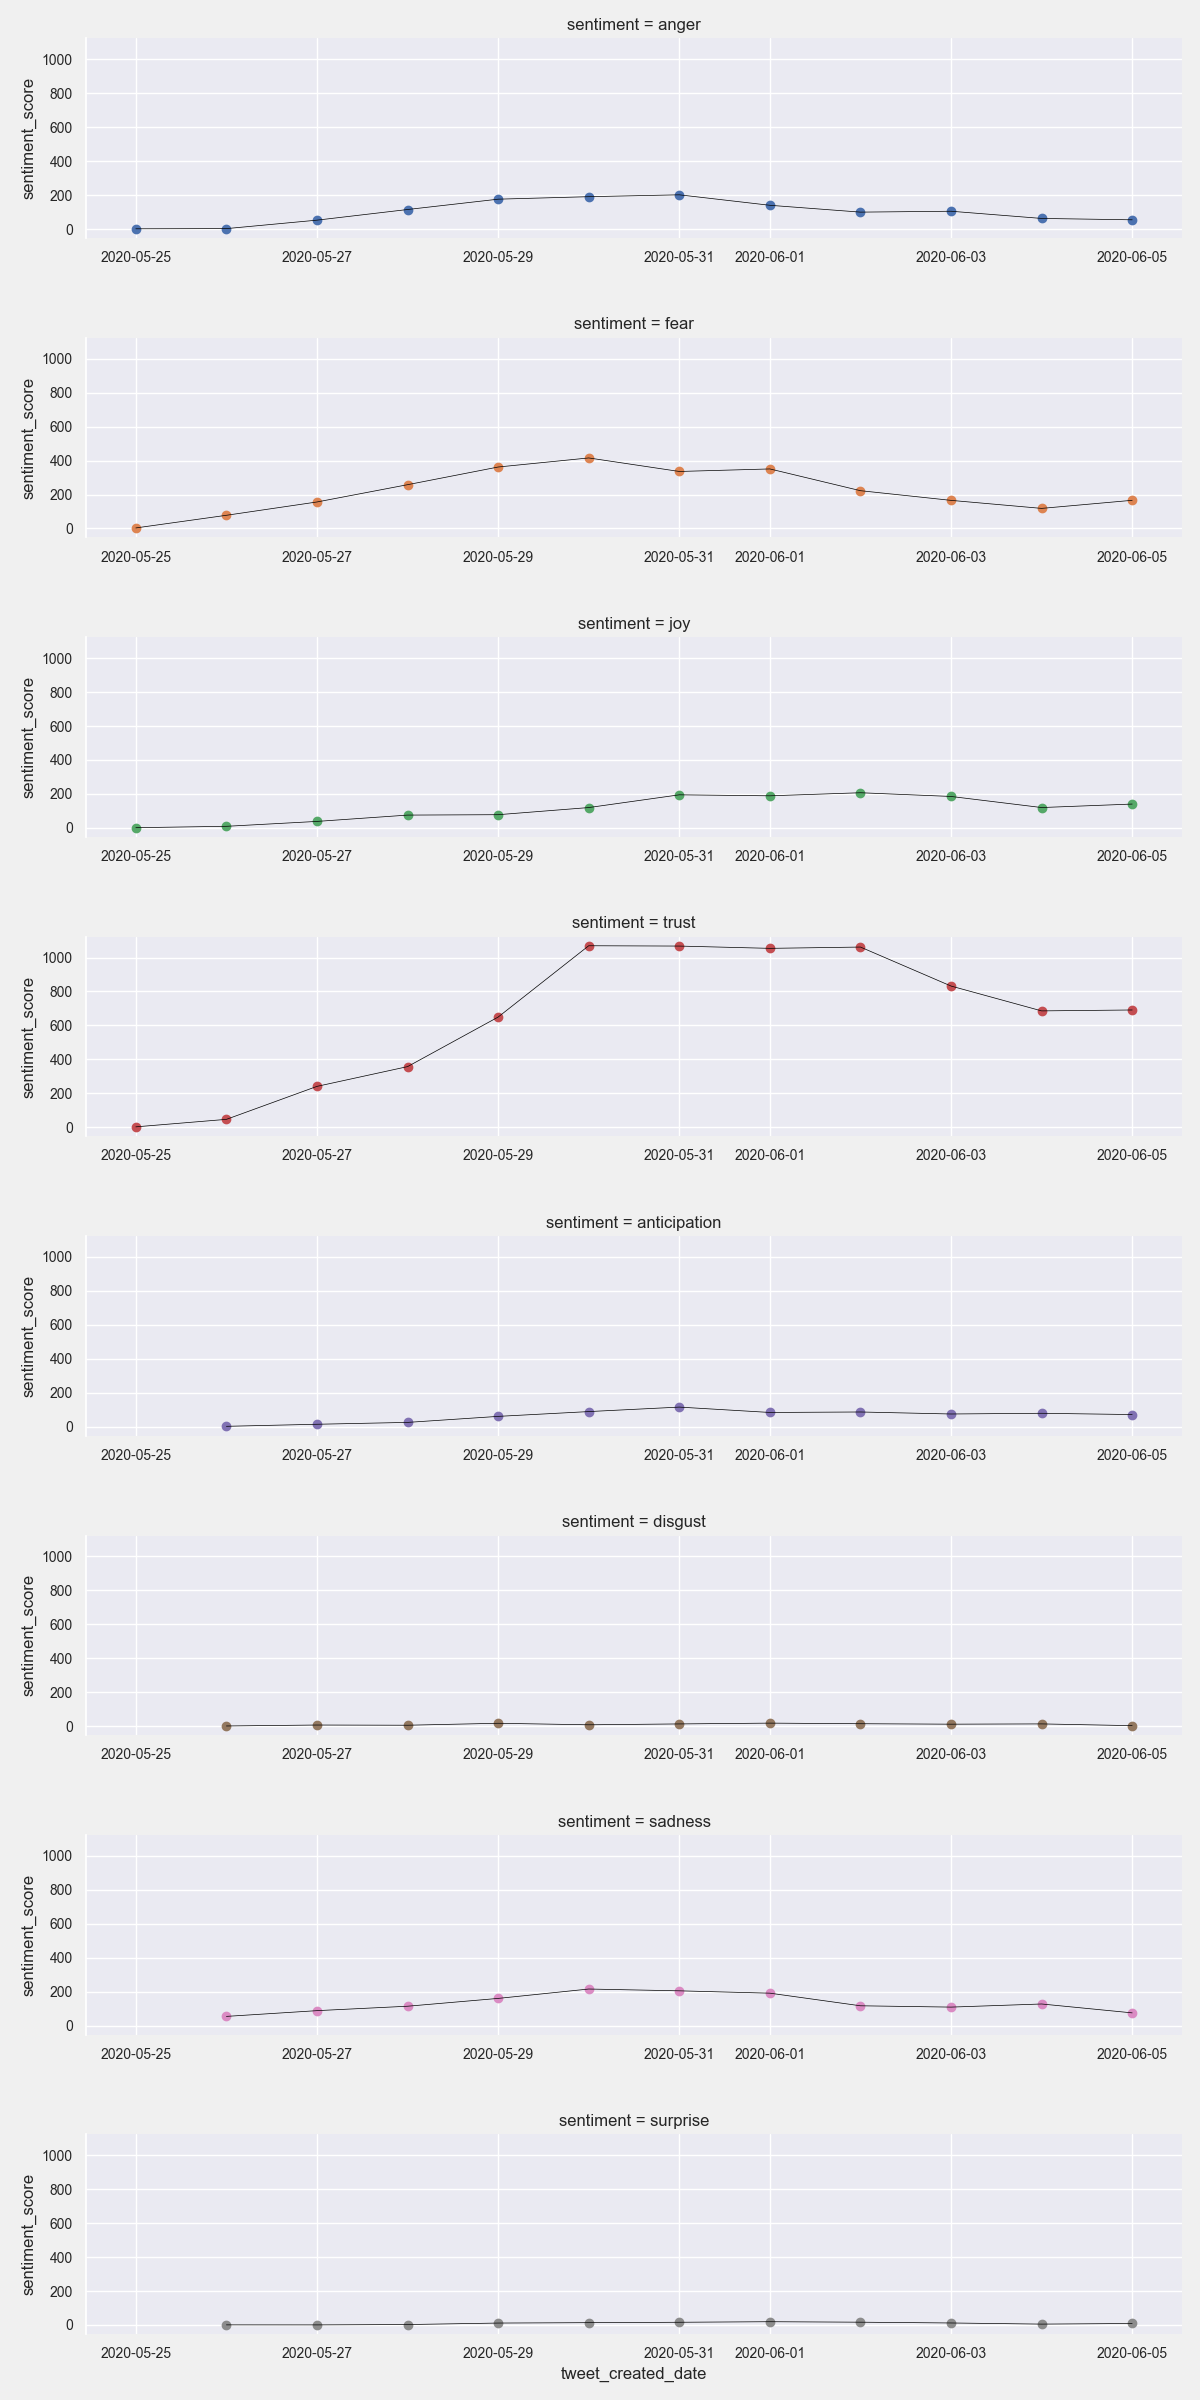 sentiment = anger
sentiment_score
1000
800
600
400
200
0
2020-05-25 2020-05-27 2020-05-29 2020-05-31 2020-06-01 2020-06-03 2020-06-05
sentiment = fear
sentiment_score
1000
800
600
400
200
0
2020-05-25 2020-05-27 2020-05-29 2020-05-31 2020-06-01 2020-06-03 2020-06-05
sentiment = joy
sentiment_score
1000
800
600
400
200
0
2020-05-25 2020-05-27 2020-05-29 2020-05-31 2020-06-01 2020-06-03 2020-06-05
sentiment = trust
sentiment_score
1000
800
600
400
200
0
2020-05-25 2020-05-27 2020-05-29 2020-05-31 2020-06-01 2020-06-03 2020-06-05
sentiment = anticipation
sentiment_score
1000
800
600
400
200
0
2020-05-25 2020-05-27 2020-05-29 2020-05-31 2020-06-01 2020-06-03 2020-06-05
sentiment = disgust
sentiment_score
1000
800
600
400
200
0
2020-05-25 2020-05-27 2020-05-29 2020-05-31 2020-06-01 2020-06-03 2020-06-05
sentiment = sadness
sentiment_score
1000
800
600
400
200
0
2020-05-25 2020-05-27 2020-05-29 2020-05-31 2020-06-01 2020-06-03 2020-06-05
sentiment = surprise
sentiment_score
1000
800
600
400
200
0
2020-05-25 2020-05-27 2020-05-29 2020-05-31 2020-06-01 2020-06-03 2020-06-05
tweet_created_date